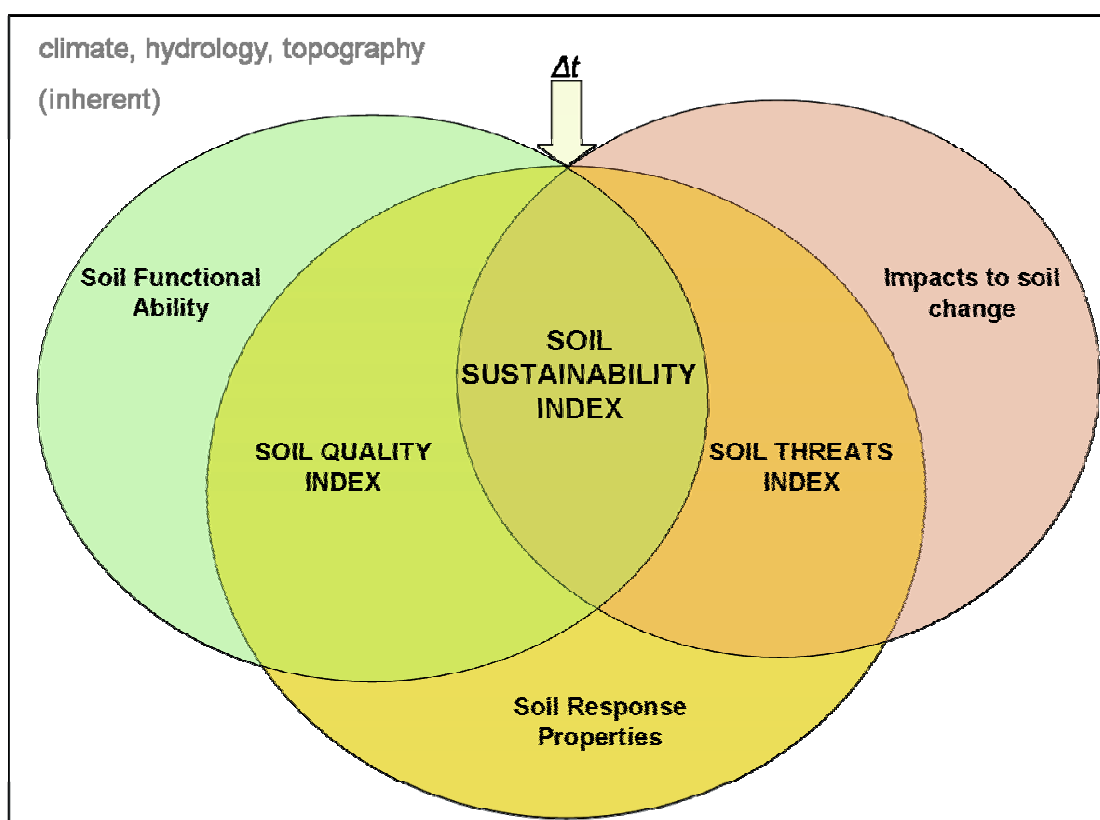 climate, hydrology, topography
(inherent)
Δt
Soil Functional
Ability
Impacts to soil
change
SOIL
SUSTAINABILITY
INDEX
SOIL QUALITY
INDEX
SOIL THREATS
INDEX
Soil Response
Properties